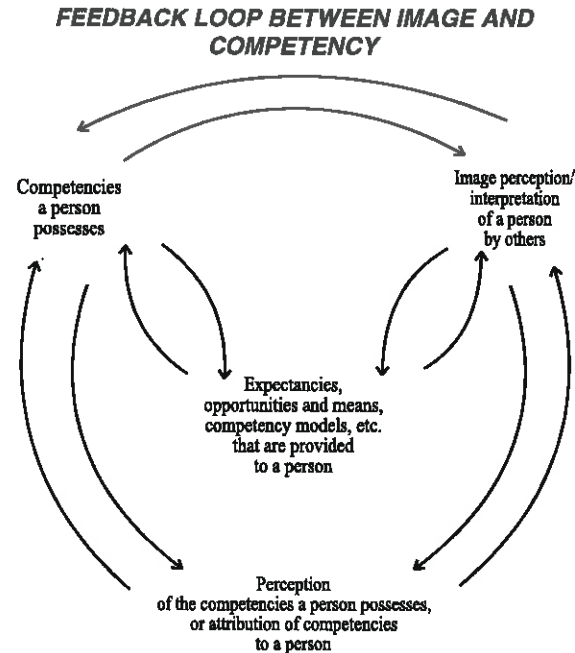 FEEDBACK LOOP BETWEEN IMAGE AND
COMPETENCY
Competencies
a person
possesses
Image perception/
interpretation
of a person
by others
Expectancies,
opportunities and means,
competency models, etc.
that are provided
to a person
Perception
of the competencies a person possesses,
or attribution of competencies
to a person